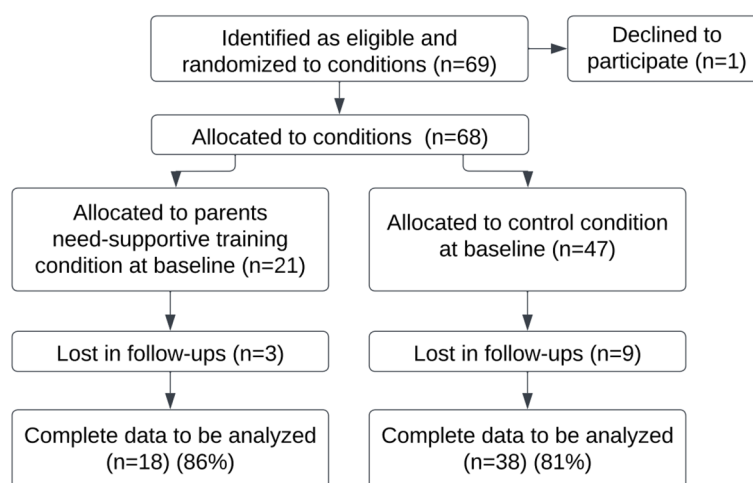 Identified as eligible and
randomized to conditions (n=69)
Declined to
participate (n=1)
Allocated to conditions (n=68)
Allocated to parents
need-supportive training
condition at baseline (n=21)
Allocated to control condition
at baseline (n=47)
Lost in follow-ups (n=3)
Lost in follow-ups (n=9)
Complete data to be analyzed
(n=18) (86%)
Complete data to be analyzed
(n=38) (81%)